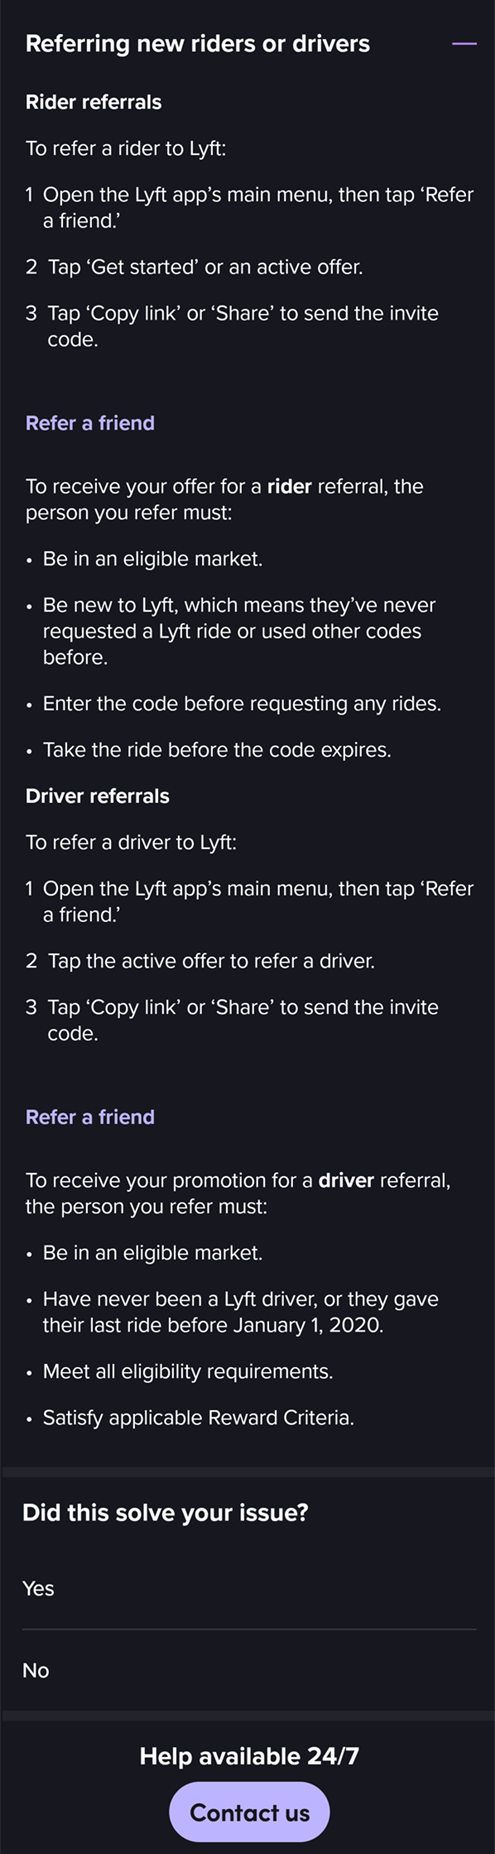 Referring new riders or drivers
Rider referrals
To refer a rider to Lyft:
1 Open the Lyft app’s main menu, then tap ‘Refer
a friend.’
2 Tap ‘Get started’ or an active offer.
3 Tap ‘Copy link’ or ‘Share’ to send the invite
code.
Refer a friend
To receive your offer for a rider referral, the
person you refer must:
• Be in an eligible market.
• Be new to Lyft, which means they’ve never
requested a Lyft ride or used other codes
before.
• Enter the code before requesting any rides.
• Take the ride before the code expires.
Driver referrals
To refer a driver to Lyft:
1 Open the Lyft app’s main menu, then tap ‘Refer
a friend.’
2 Tap the active offer to refer a driver.
3 Tap ‘Copy link’ or ‘Share’ to send the invite
code.
Refer a friend
To receive your promotion for a driver referral,
the person you refer must:
• Be in an eligible market.
• Have never been a Lyft driver, or they gave
their last ride before January 1, 2020.
• Meet all eligibility requirements.
• Satisfy applicable Reward Criteria.
Did this solve your issue?
Yes
No
Help available 24/7
Contact us